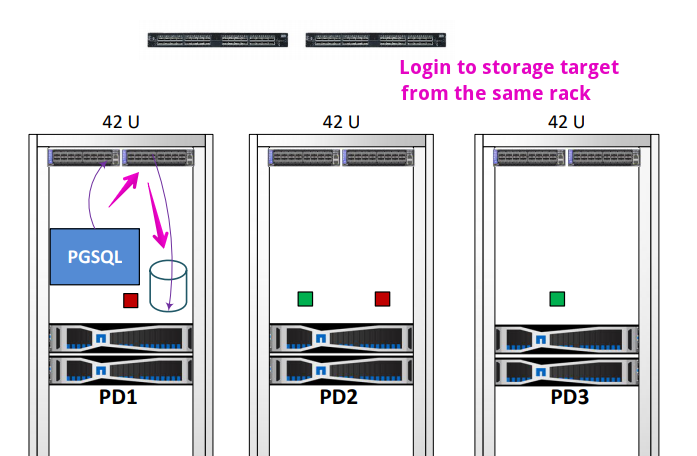 Login to storage target
from the same rack
42 U
42 U
42 U
PGSQL
PD1
PD2
PD3